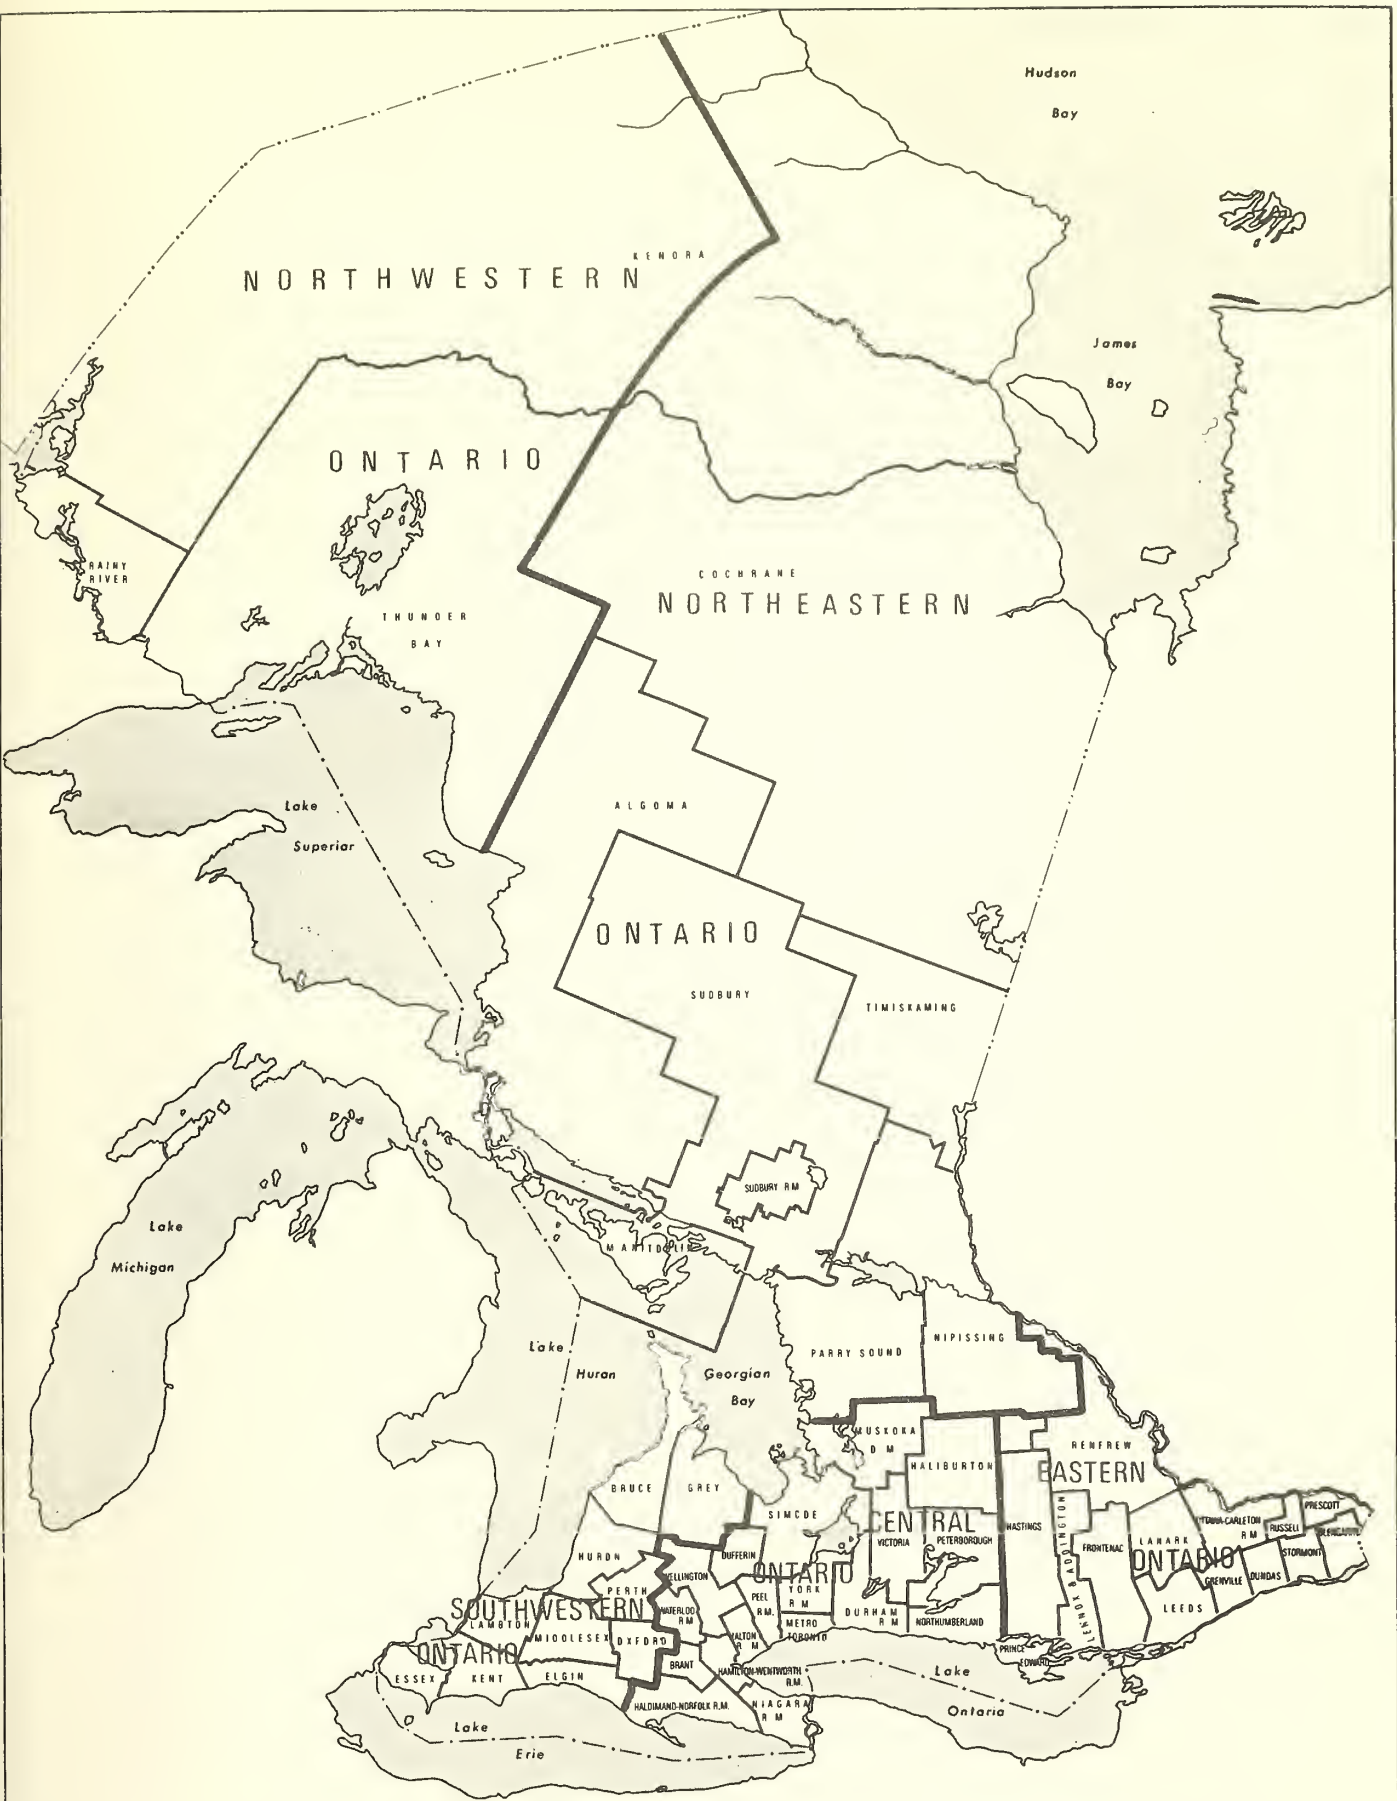 Hudson
Bay
KENORA
NORTHWESTERN
James
Bay
ONTARIO
RAINY
RIVER
COCHRANE
NORTHEASTERN
THUNDER
BAY
ALGOMA
Lake
Superior
ONTARIO
SUDBURY
TIMISKAMING
SUDBURY RM
Lake
Michigan
MANITOULIN
NIPISSING
PARRY SOUND
Lake
Huron
Georgian
Bay
MUSKOKA
D M
RENFREW
HALIBURTON
EASTERN
BRUCE
GREY
SIMCOE
CENTRAL
VICTORIA
PETERBOROUGH
HASTINGS
LENNOX & ADDINGTON
FRONTENAC
LANARK
ONTARIO
OTTAWA-CARLETON
R M
RUSSELL
PRESCOTT
GLENGARRY
STORMONT
DUNDAS
GRENVILLE
LEEDS
HURON
DUFFERIN
WELLINGTON
ONTARIO
PERTH
PEEL
R.M.
YORK
R M
DURHAM
R M
NORTHUMBERLAND
SOUTHWESTERN
WATERLOO
R M
METRO
TORONTO
LAMBTON
MIDDLESEX
OXFORD
HALTON
R M
PRINCE
EDWARD
ONTARIO
BRANT
HAMILTON-WENTWORTH
R.M.
Lake
Ontario
ESSEX
KENT
ELGIN
HALDIMAND-NORFOLK R.M.
NIAGARA
R M
Lake
Erie